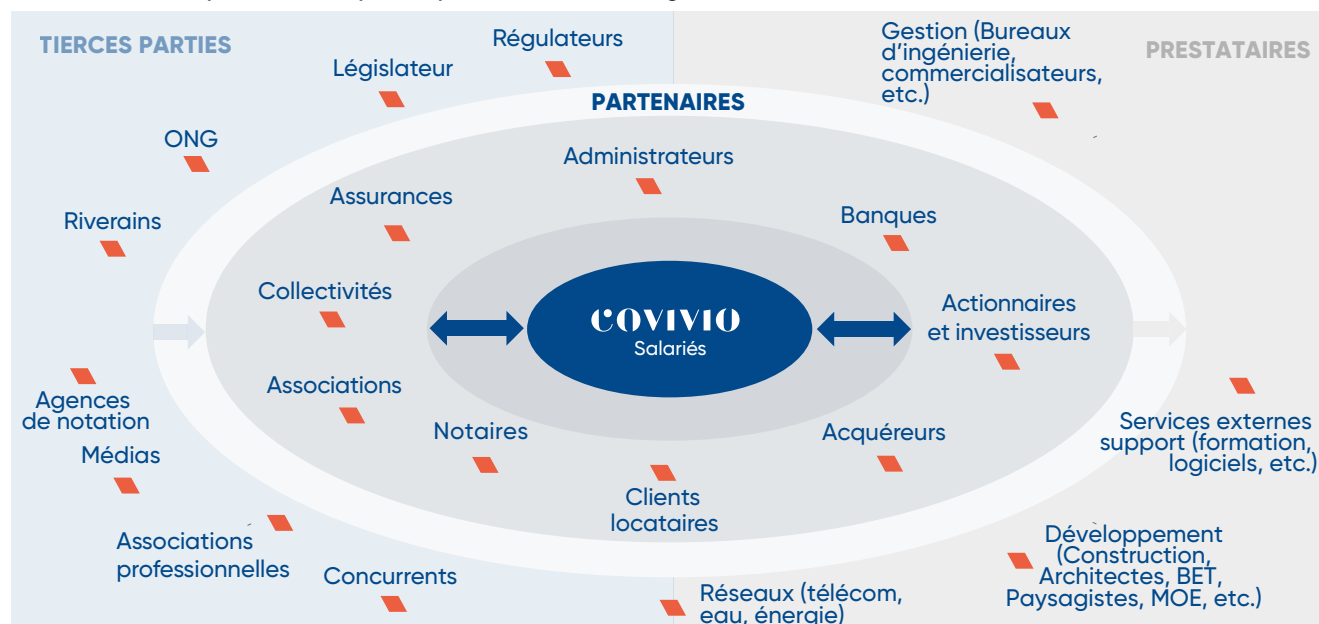 TIERCES PARTIES
Régulateurs
Législateur
ONG
Riverains
Agences
de notation
Médias
Associations
professionnelles
Concurrents
PARTENAIRES
Administrateurs
Assurances
Banques
Collectivités
Actionnaires
et investisseurs
Associations
Notaires
Acquéreurs
Clients
locataires
COVIVIO
Salariés
PRESTATAIRES
Gestion (Bureaux
d'ingénierie,
commercialisateurs,
etc.)
Services externes
support (formation,
logiciels, etc.)
Développement
(Construction,
Architectes, BET,
Paysagistes, MOE, etc.)
Réseaux (télécom,
eau, énergie)